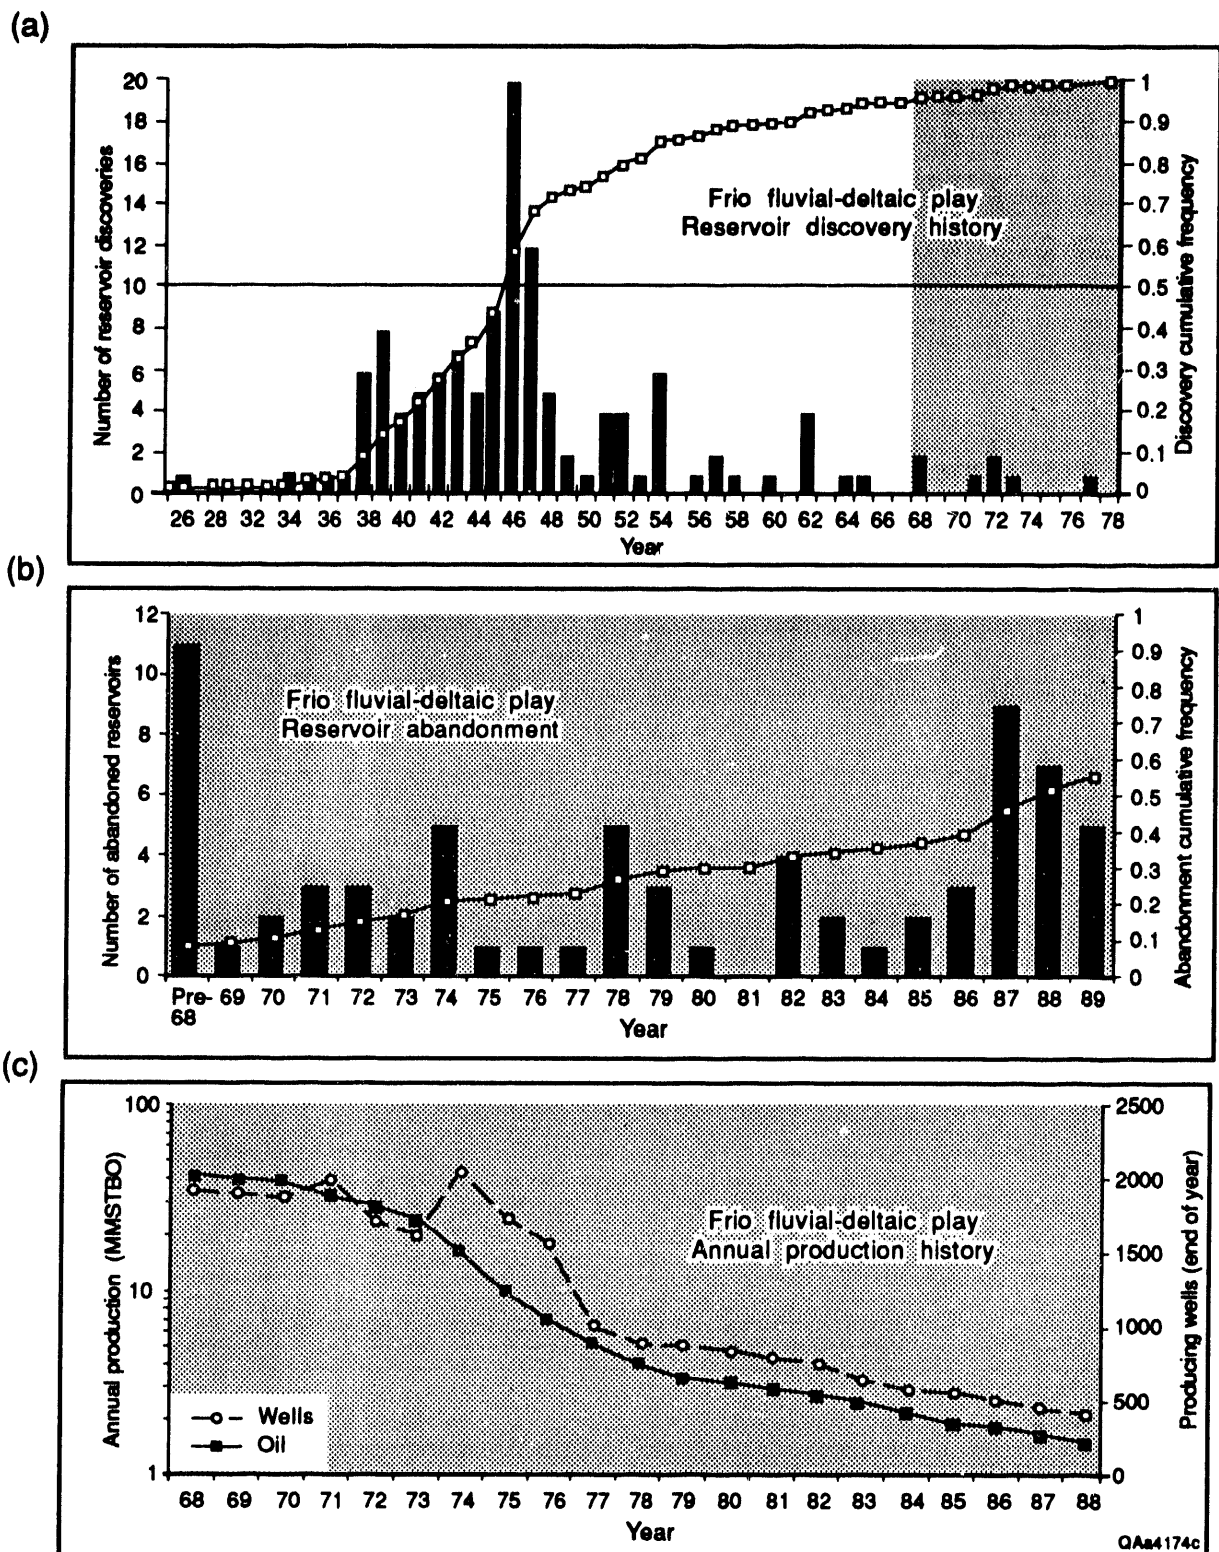 (a)
20
18
16
14
12
10
8
6
4
2
0
Number of reservoir discoveries
Frio fluvial-deltaic play
Reservoir discovery history
1
0.9
0.8
0.7
0.6
0.5
0.4
0.3
0.2
0.1
0
Discovery cumulative frequency
26 28 32 34 36 38 40 42 44 46 48 50 52 54 56 58 60 62 64 66 68 70 72 74 76 78
Year
(b)
12
10
8
6
4
2
0
Number of abandoned reservoirs
Frio fluvial-deltaic play
Reservoir abandonment
1
0.9
0.8
0.7
0.6
0.5
0.4
0.3
0.2
0.1
0
Abandonment cumulative frequency
Pre- 69 70 71 72 73 74 75 76 77 78 79 80 81 82 83 84 85 86 87 88 89
68
Year
(c)
100
10
1
Annual production (MMSTBO)
Frio fluvial-deltaic play
Annual production history
Wells
Oil
2500
2000
1500
1000
500
0
Producing wells (end of year)
68 69 70 71 72 73 74 75 76 77 78 79 80 81 82 83 84 85 86 87 88
Year
QAa4174c